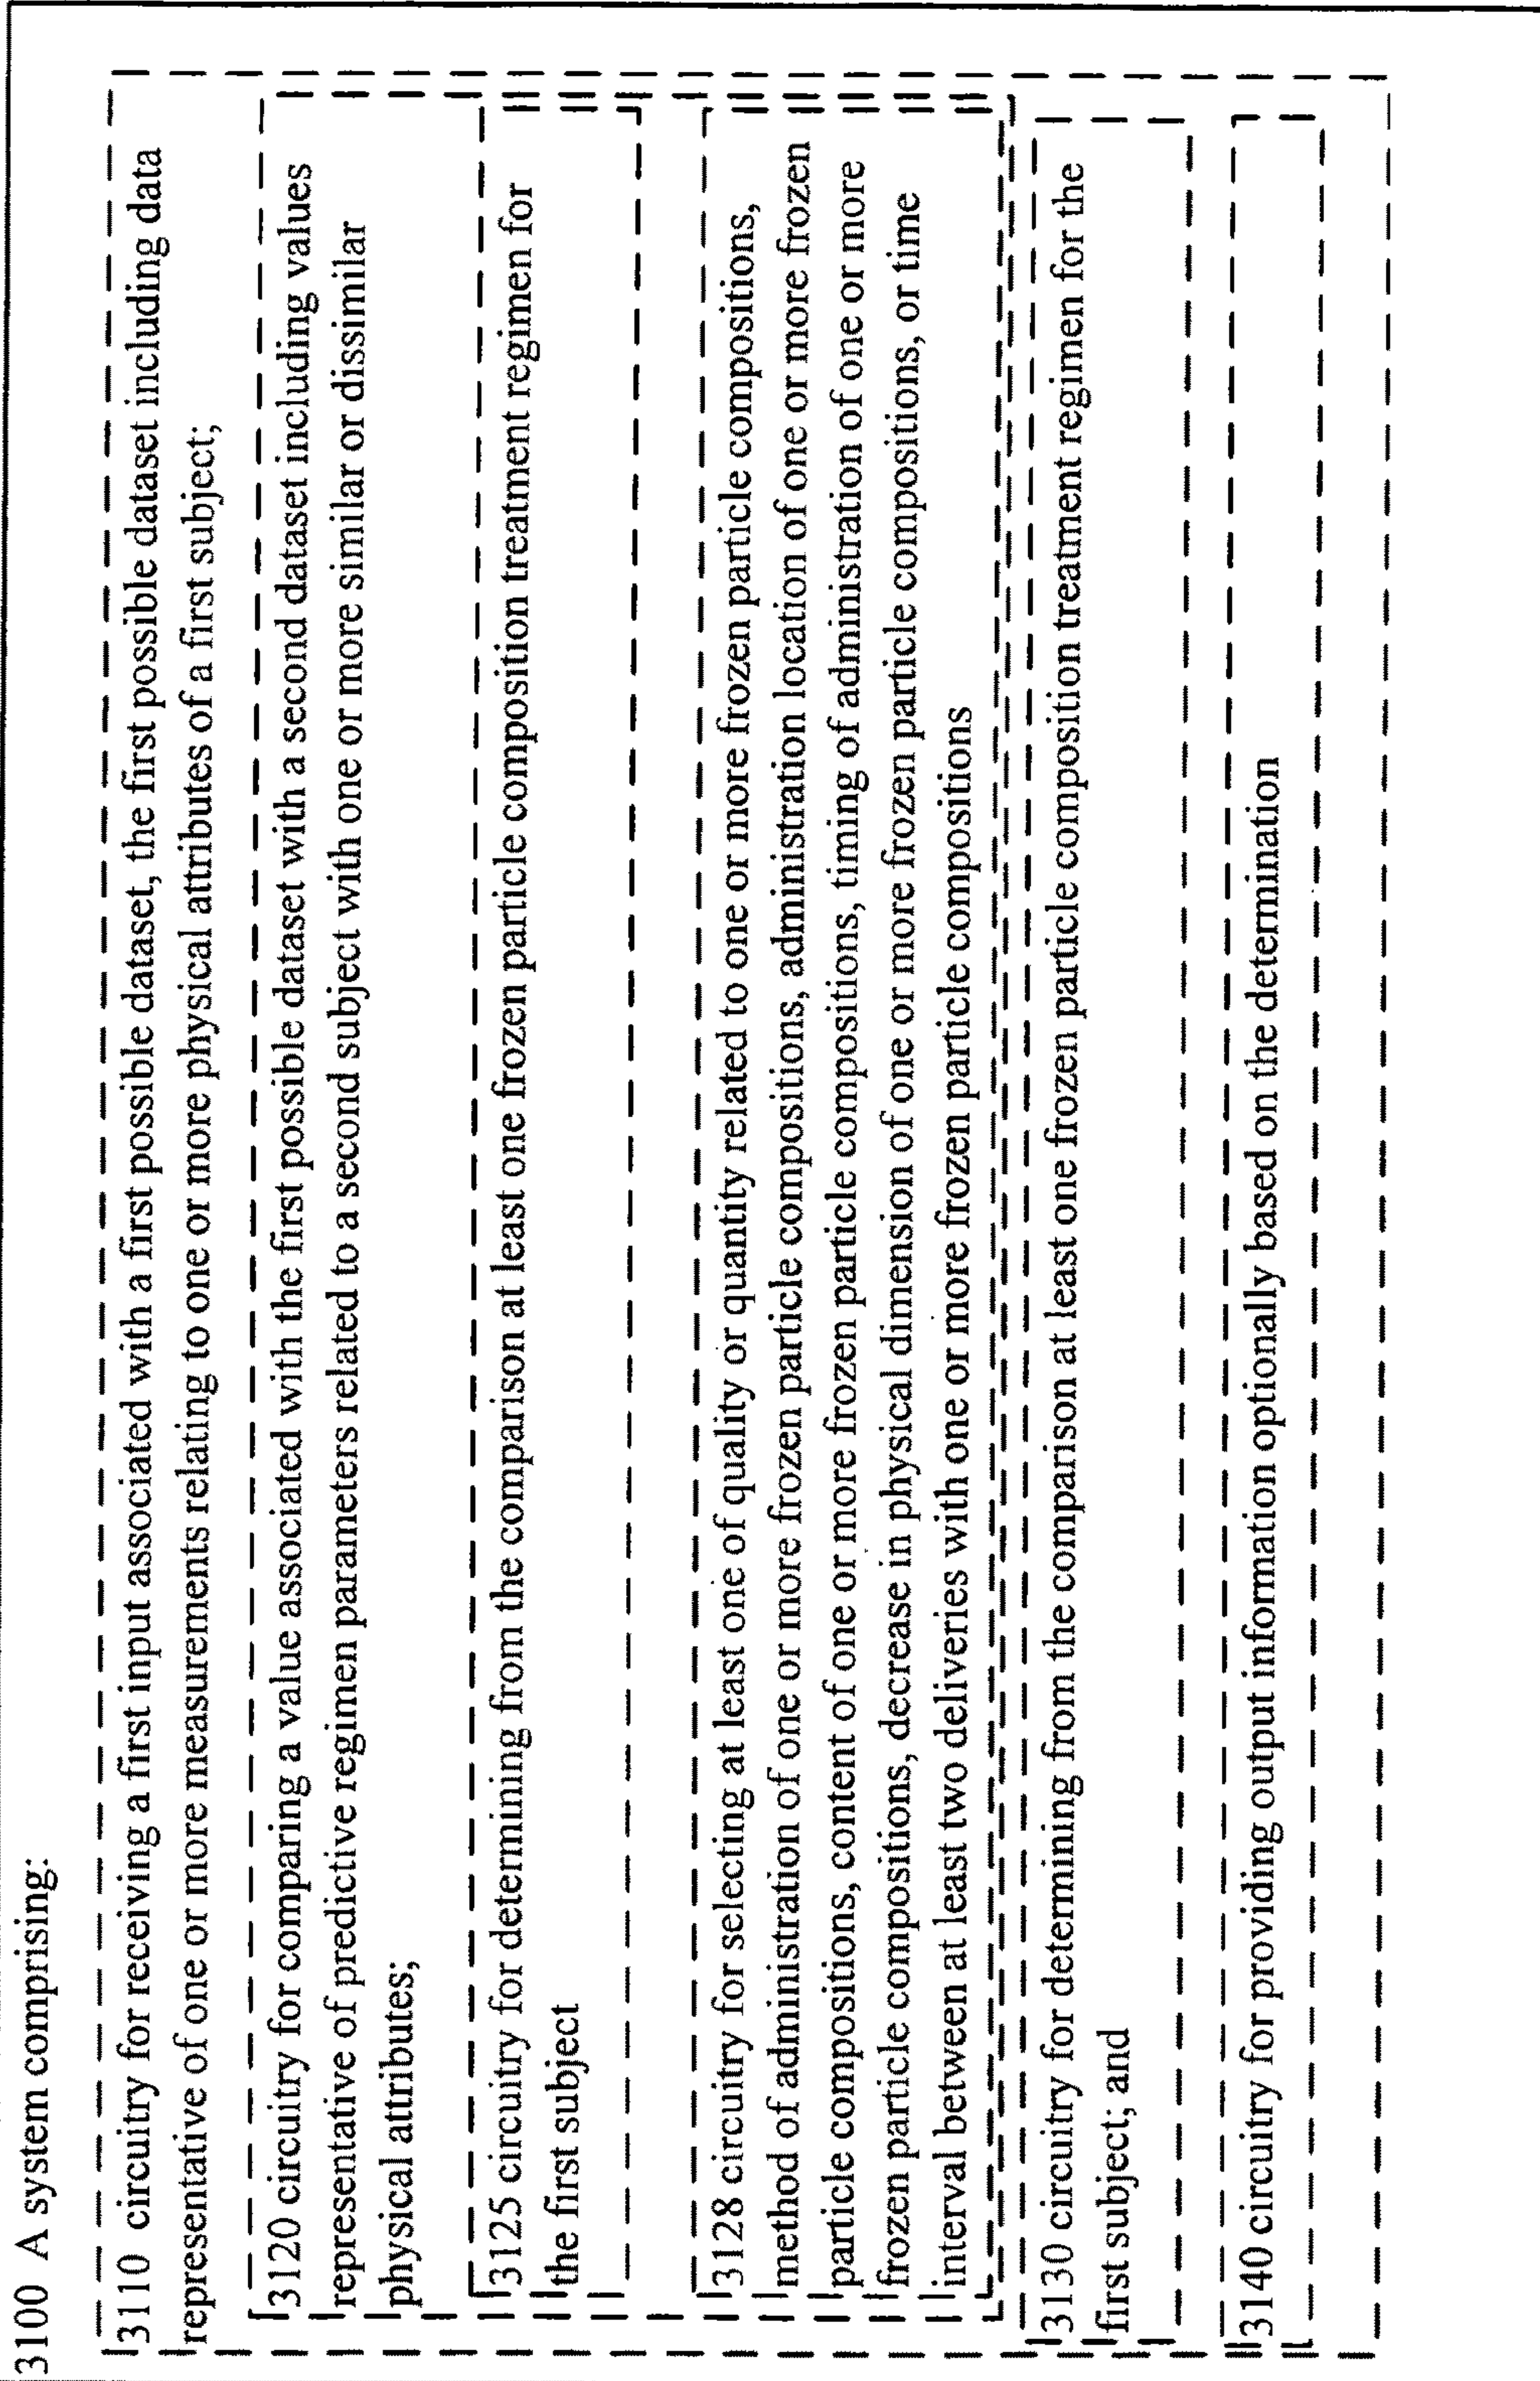 3100 A system comprising:
3110 circuitry for receiving a first input associated with a first possible dataset, the first possible dataset including data
representative of one or more measurements relating to one or more physical attributes of a first subject;
3120 circuitry for comparing a value associated with the first possible dataset with a second dataset including values
representative of predictive regimen parameters related to a second subject with one or more similar or dissimilar
physical attributes;
3125 circuitry for determining from the comparison at least one frozen particle composition treatment regimen for
the first subject
3128 circuitry for selecting at least one of quality or quantity related to one or more frozen particle compositions,
method of administration of one or more frozen particle compositions, administration location of one or more frozen
particle compositions, content of one or more frozen particle compositions, timing of administration of one or more
frozen particle compositions, decrease in physical dimension of one or more frozen particle compositions, or time
interval between at least two deliveries with one or more frozen particle compositions
3130 circuitry for determining from the comparison at least one frozen particle composition treatment regimen for the
first subject; and
3140 circuitry for providing output information optionally based on the determination